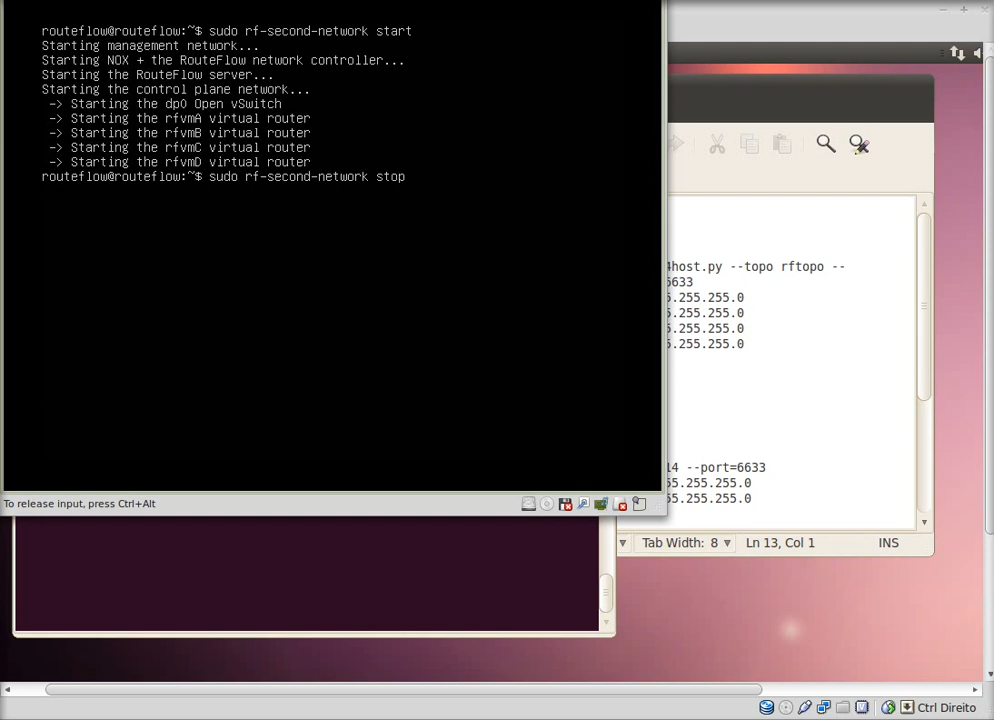 routeflow@routeflow:~$ sudo rf-second-network start
Starting management network...
Starting NOX + the RouteFlow network controller...
Starting the RouteFlow server...
Starting the control plane network...
-> Starting the dp0 Open vSwitch
-> Starting the rfvmA virtual router
-> Starting the rfvmB virtual router
-> Starting the rfvmC virtual router
-> Starting the rfvmD virtual router
routeflow@routeflow:~$ sudo rf-second-network stop
4host.py --topo rftopo --
6633
5.255.255.0
5.255.255.0
5.255.255.0
5.255.255.0
14 --port=6633
55.255.255.0
55.255.255.0
To release input, press Ctrl+Alt
Tab Width: 8 Ln 13, Col 1 INS
Ctrl Direito